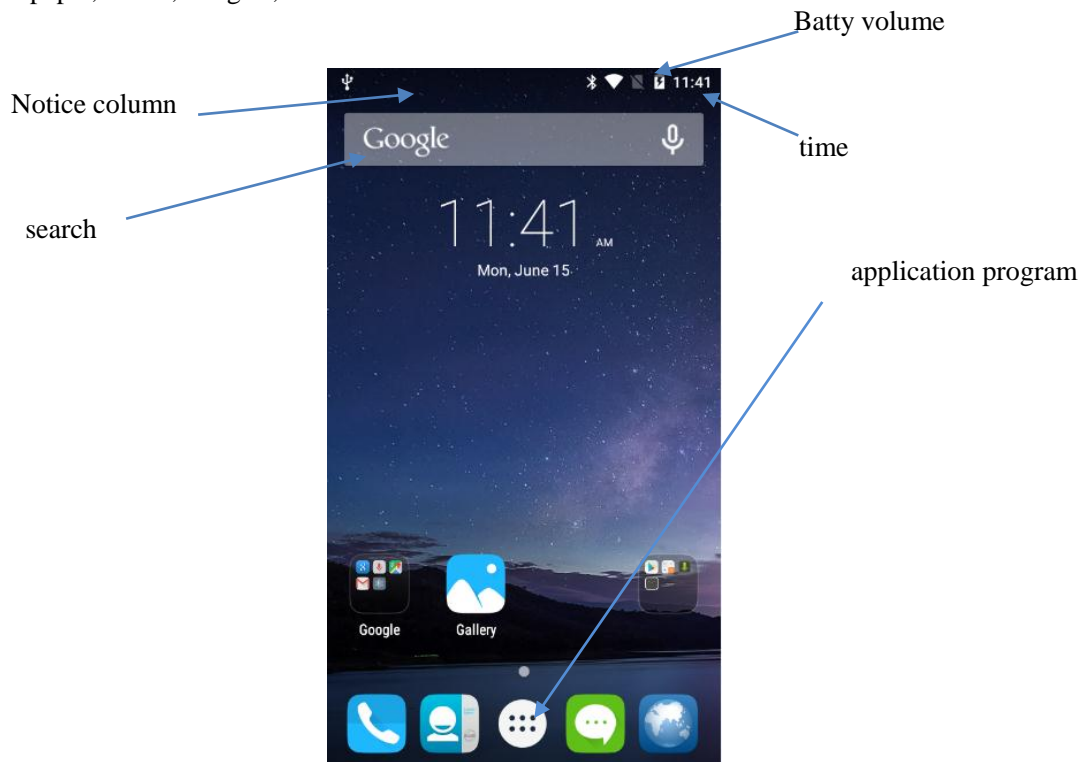 Batty volume
11:41
Notice column
Google
time
11:41
AM
search
Mon, June 15
application program
Google
Gallery